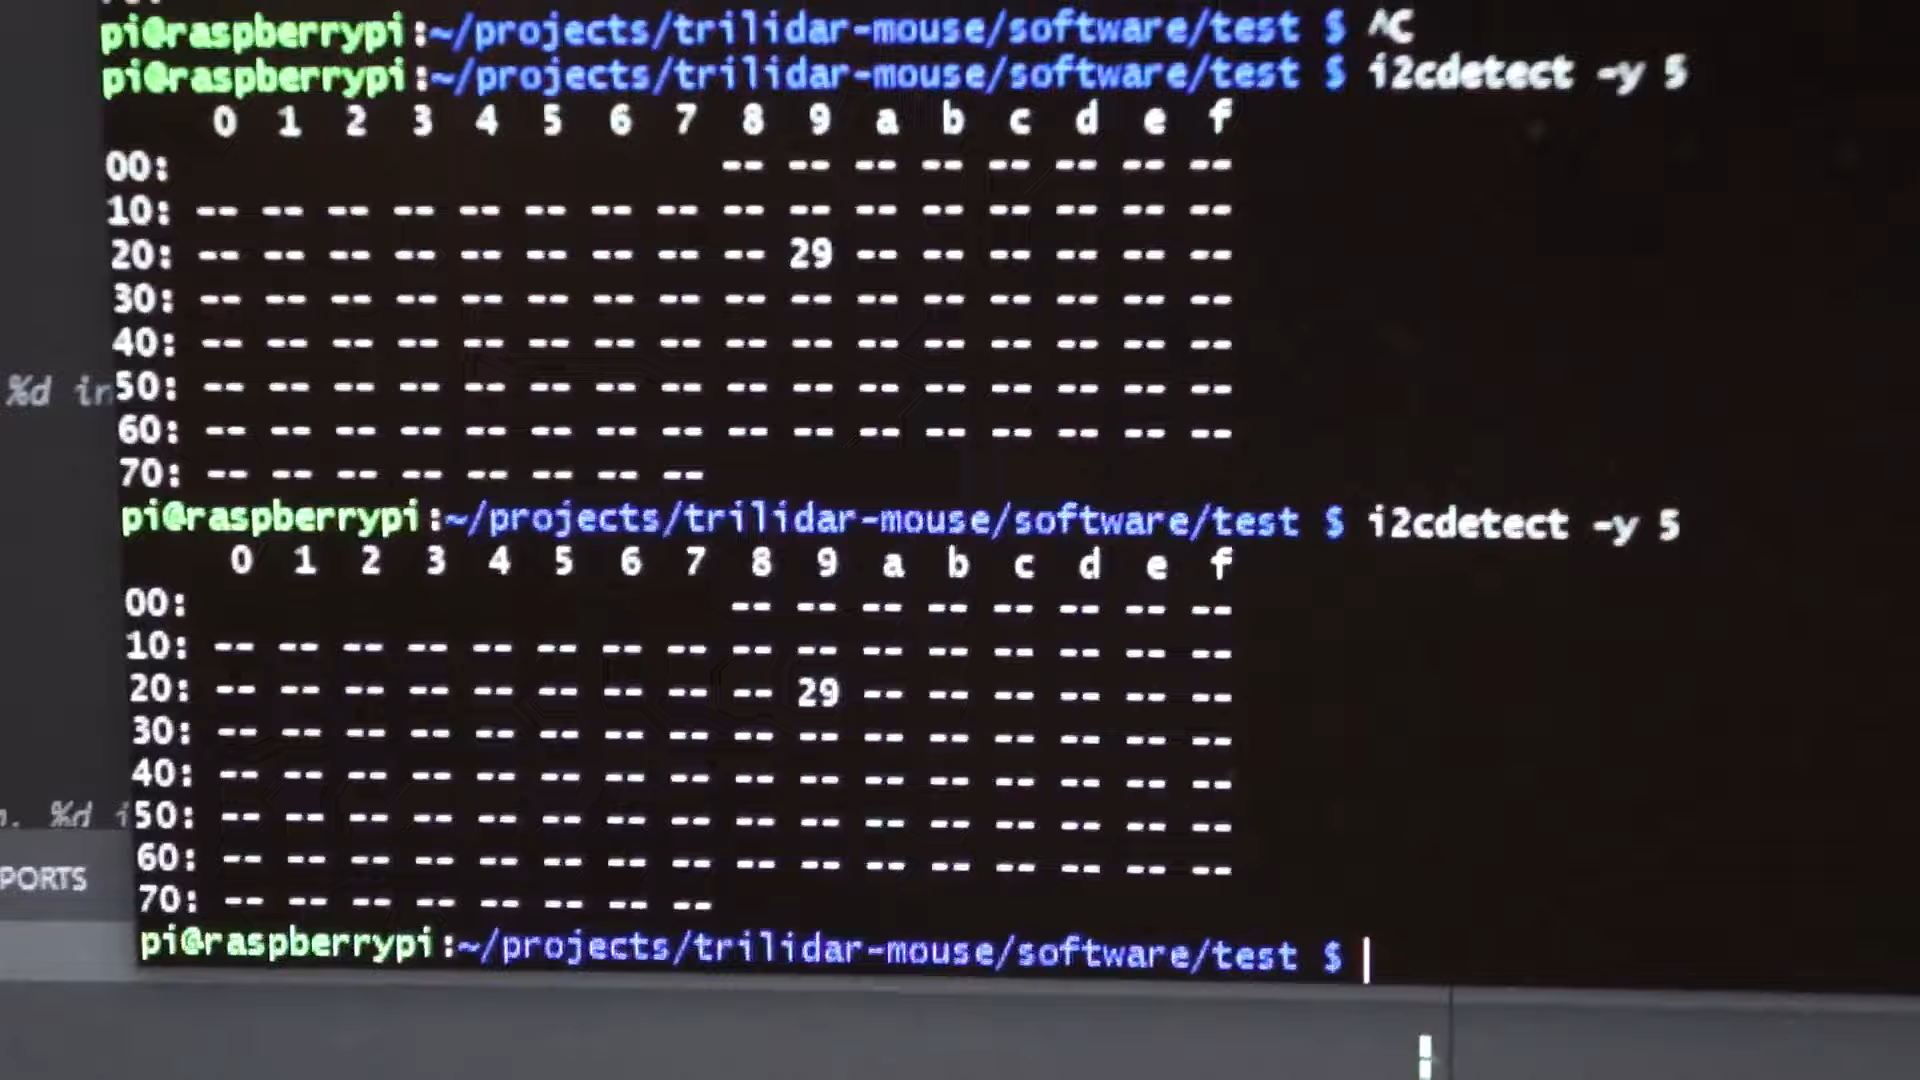 pi@raspberrypi:~/projects/trilidar-mouse/software/test $ ^C
pi@raspberrypi:~/projects/trilidar-mouse/software/test $ i2cdetect -y 5
     0  1  2  3  4  5  6  7  8  9  a  b  c  d  e  f
00:                         -- -- -- -- -- -- -- --
10: -- -- -- -- -- -- -- -- -- -- -- -- -- -- -- --
20: -- -- -- -- -- -- -- -- -- 29 -- -- -- -- -- --
30: -- -- -- -- -- -- -- -- -- -- -- -- -- -- -- --
40: -- -- -- -- -- -- -- -- -- -- -- -- -- -- -- --
%d in
50: -- -- -- -- -- -- -- -- -- -- -- -- -- -- -- --
60: -- -- -- -- -- -- -- -- -- -- -- -- -- -- -- --
70: -- -- -- -- -- -- -- --
pi@raspberrypi:~/projects/trilidar-mouse/software/test $ i2cdetect -y 5
     0  1  2  3  4  5  6  7  8  9  a  b  c  d  e  f
00:                         -- -- -- -- -- -- -- --
10: -- -- -- -- -- -- -- -- -- -- -- -- -- -- -- --
20: -- -- -- -- -- -- -- -- -- 29 -- -- -- -- -- --
30: -- -- -- -- -- -- -- -- -- -- -- -- -- -- -- --
40: -- -- -- -- -- -- -- -- -- -- -- -- -- -- -- --
%d i
50: -- -- -- -- -- -- -- -- -- -- -- -- -- -- -- --
60: -- -- -- -- -- -- -- -- -- -- -- -- -- -- -- --
PORTS
70: -- -- -- -- -- -- -- --
pi@raspberrypi:~/projects/trilidar-mouse/software/test $